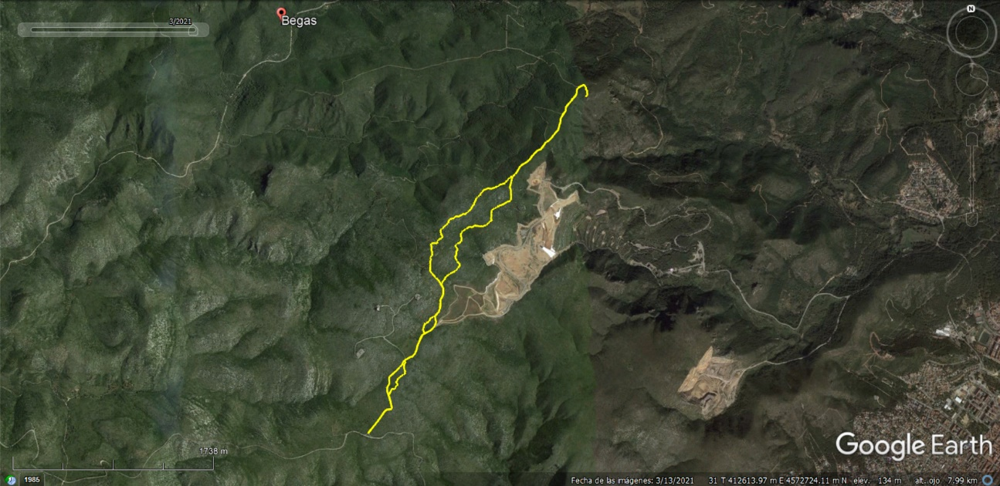 3/2021
Begas
N
1738 m
Google Earth
1985
Fecha de las imágenes: 3/13/2021 31 T 412613.97 m E 4572724.11 m N elev. 134 m alt. ojo 7.99 km